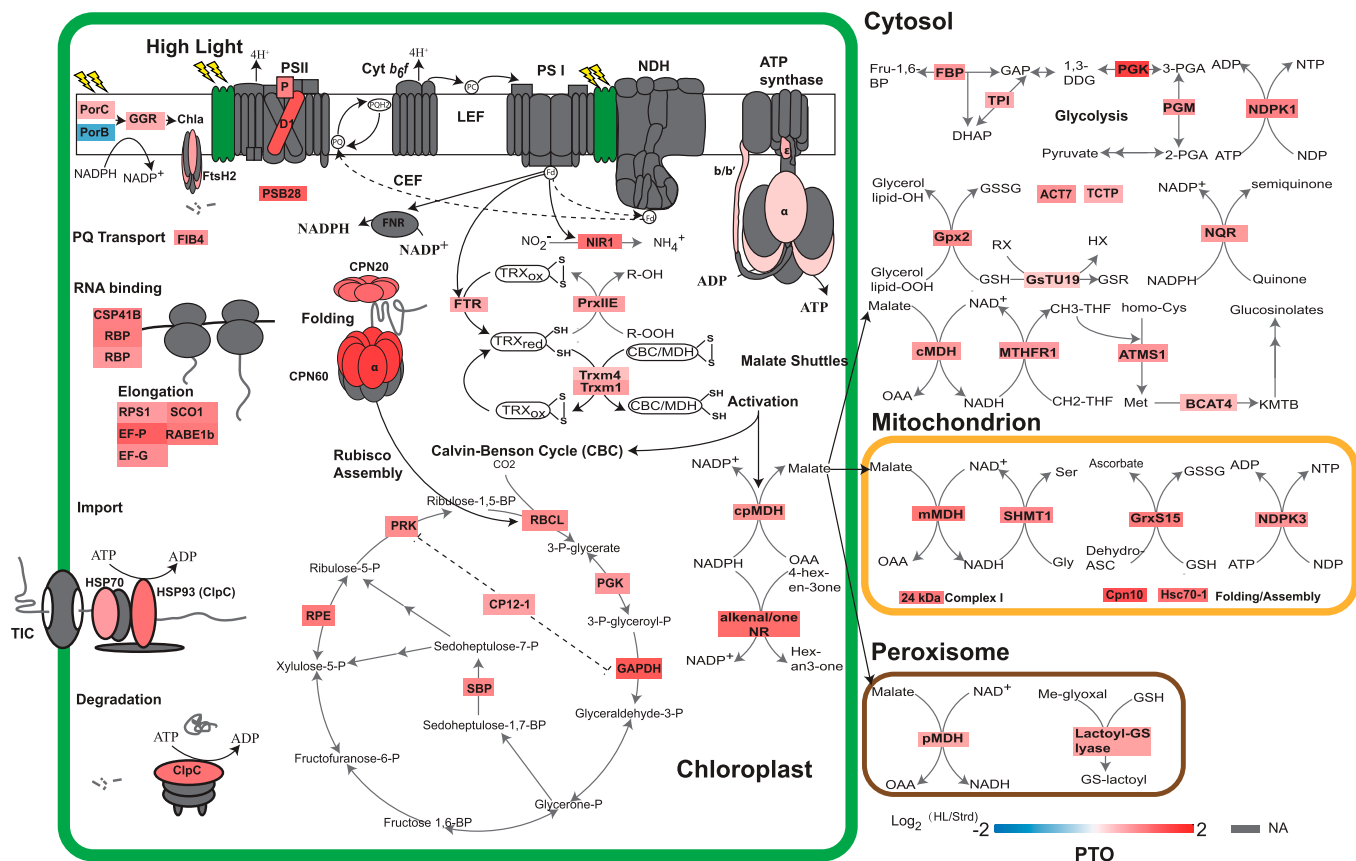 High Light
4H⁺
PSII
P
D1
PorC
PorB
GGR
Chla
NADPH
NADP⁺
FtsH2
PSB28
PQ
PQH2
Cyt b₆f
4H⁺
PC
LEF
CEF
PS I
Fd
NDH
Fd
ATP
synthase
ε
b/b'
α
ADP
ATP
NADPH
FNR
NADP⁺
NO₂⁻
NIR1
NH₄⁺
PQ Transport
FIB4
RNA binding
CSP41B
RBP
RBP
Elongation
RPS1
SCO1
EF-P
RABE1b
EF-G
CPN20
Folding
α
CPN60
FTR
TRXox
S
S
PrxIIE
R-OH
R-OOH
TRXred
SH
SH
CBC/MDH
S
S
Trxm4
Trxm1
TRXox
S
S
CBC/MDH
SH
SH
Malate Shuttles
Activation
Rubisco
Assembly
Calvin-Benson Cycle (CBC)
CO2
Ribulose-1,5-BP
RBCL
PRK
3-P-glycerate
Ribulose-5-P
PGK
CP12-1
RPE
3-P-glyceroyl-P
Sedoheptulose-7-P
Xylulose-5-P
GAPDH
SBP
Glyceraldehyde-3-P
Sedoheptulose-1,7-BP
Fructofuranose-6-P
Glycerone-P
Fructose 1,6-BP
NADP⁺
Malate
cpMDH
NADPH
OAA
4-hex-
en-3one
alkenal/one
NR
NADP⁺
Hex-
an3-one
Import
ATP
ADP
HSP70
HSP93 (ClpC)
TIC
Degradation
ATP
ADP
ClpC
Chloroplast
Cytosol
Fru-1,6-
BP
FBP
GAP
TPI
DHAP
1,3-
DDG
PGK
3-PGA
PGM
Glycolysis
Pyruvate
2-PGA
ADP
NTP
NDPK1
ATP
NDP
Glycerol
lipid-OH
GSSG
Gpx2
Glycerol
lipid-OOH
GSH
RX
HX
GsTU19
GSR
ACT7
TCTP
NADP⁺
semiquinone
NQR
NADPH
Quinone
Malate
NAD⁺
cMDH
OAA
NADH
MTHFR1
CH3-THF
CH2-THF
homo-Cys
ATMS1
Met
BCAT4
KMTB
Glucosinolates
Mitochondrion
Malate
NAD⁺
mMDH
OAA
NADH
Ser
SHMT1
Gly
Ascorbate
GSSG
GrxS15
Dehydro-
ASC
GSH
ADP
NTP
NDPK3
ATP
NDP
24 kDa Complex I
Cpn10
Hsc70-1
Folding/Assembly
Peroxisome
Malate
NAD⁺
pMDH
OAA
NADH
Me-glyoxal
GSH
Lactoyl-GS
lyase
GS-lactoyl
Log₂ (HL/Strd)
-2
2
NA
PTO